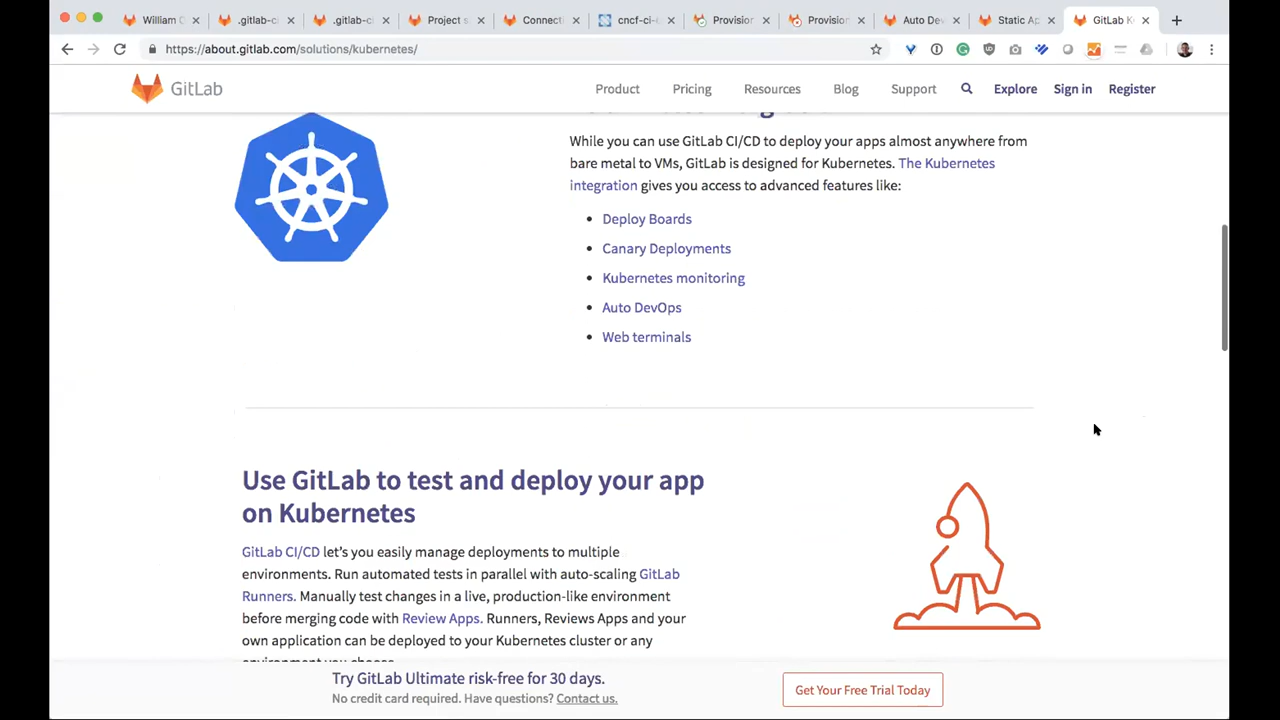 William C
.gitlab-c
.gitlab-ci
Project s
Connecti
cncf-ci-e
Provision
Provision
Auto Dev
Static Ap
GitLab K
https://about.gitlab.com/solutions/kubernetes/
GitLab
Product
Pricing
Resources
Blog
Support
Explore
Sign in
Register
While you can use GitLab CI/CD to deploy your apps almost anywhere from
bare metal to VMs, GitLab is designed for Kubernetes. The Kubernetes
integration gives you access to advanced features like:
Deploy Boards
Canary Deployments
Kubernetes monitoring
Auto DevOps
Web terminals
Use GitLab to test and deploy your app
on Kubernetes
GitLab CI/CD let's you easily manage deployments to multiple
environments. Run automated tests in parallel with auto-scaling GitLab
Runners. Manually test changes in a live, production-like environment
before merging code with Review Apps. Runners, Reviews Apps and your
own application can be deployed to your Kubernetes cluster or any
environment you choose.
Try GitLab Ultimate risk-free for 30 days.
No credit card required. Have questions? Contact us.
Get Your Free Trial Today